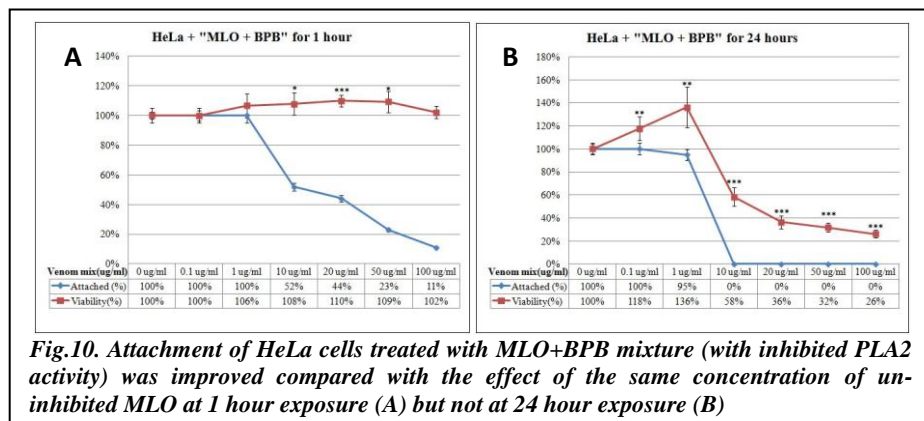 A
HeLa + "MLO + BPB" for 1 hour
140%
120%
100%
80%
60%
40%
20%
0%
*
***
*
Venom mix(ug/ml) 0 ug/ml 0.1 ug/ml 1 ug/ml 10 ug/ml 20 ug/ml 50 ug/ml 100 ug/ml
Attached (%) 100% 100% 100% 52% 44% 23% 11%
Viability(%) 100% 100% 106% 108% 110% 109% 102%
B
HeLa + "MLO + BPB" for 24 hours
180%
160%
140%
120%
100%
80%
60%
40%
20%
0%
**
**
***
***
***
***
Venom mix(ug/ml) 0 ug/ml 0.1 ug/ml 1 ug/ml 10 ug/ml 20 ug/ml 50 ug/ml 100 ug/ml
Attached (%) 100% 100% 95% 0% 0% 0% 0%
Viability(%) 100% 118% 136% 58% 36% 32% 26%
Fig.10. Attachment of HeLa cells treated with MLO+BPB mixture (with inhibited PLA2
activity) was improved compared with the effect of the same concentration of un-
inhibited MLO at 1 hour exposure (A) but not at 24 hour exposure (B)